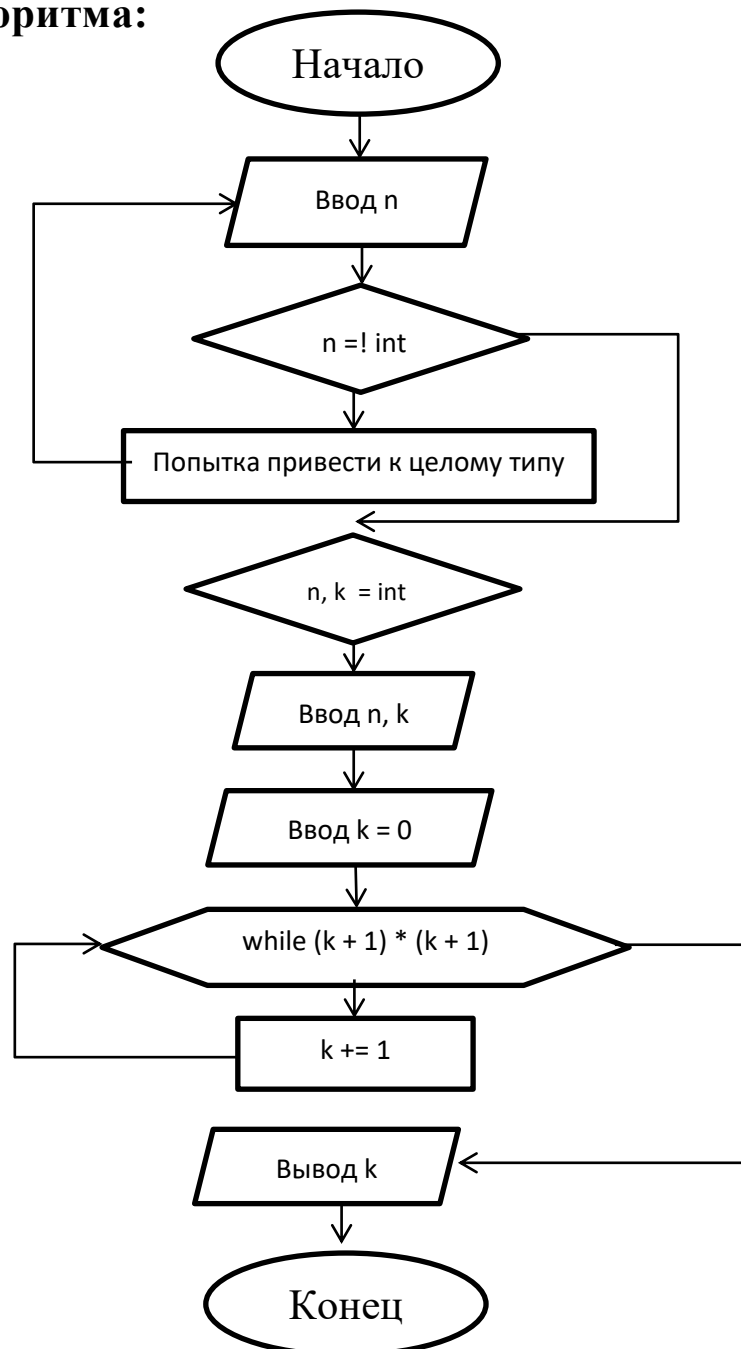 оритма:
Начало
Ввод n
n =! int
Попытка привести к целому типу
n, k = int
Ввод n, k
Ввод k = 0
while (k + 1) * (k + 1)
k += 1
Вывод k
Конец